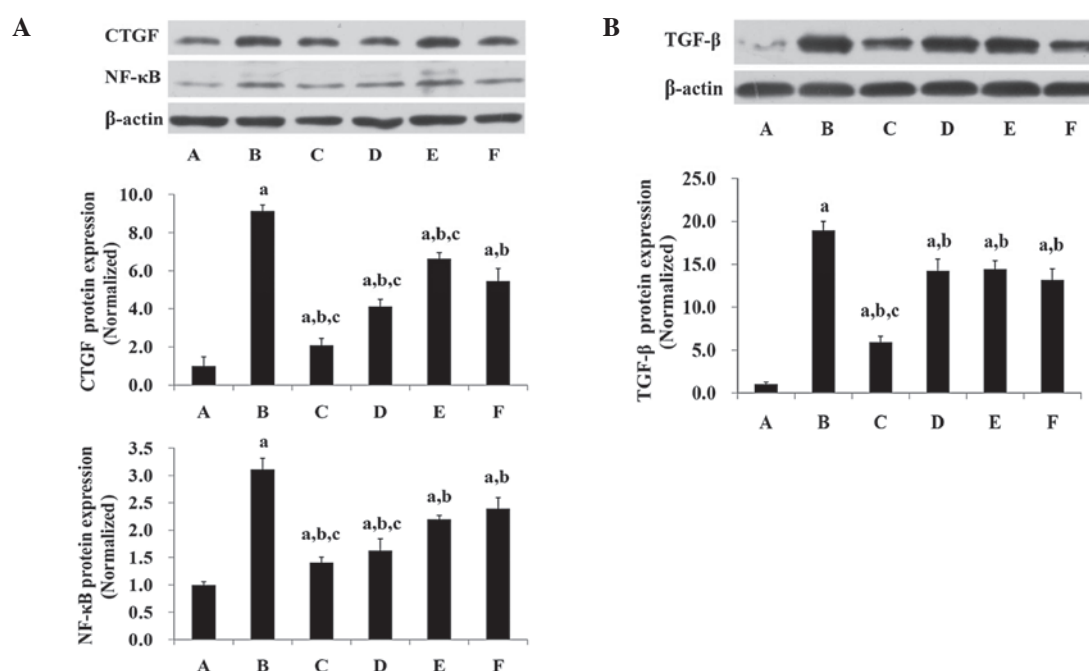 A
CTGF
NF-κB
β-actin
A B C D E F
CTGF protein expression
(Normalized)
10.0
8.0
6.0
4.0
2.0
0.0
a
a,b,c
a,b,c
a,b,c
a,b
A B C D E F
NF-κB protein expression
(Normalized)
3.5
3.0
2.5
2.0
1.5
1.0
0.5
0.0
a
a,b,c
a,b,c
a,b
a,b
A B C D E F
B
TGF-β
β-actin
A B C D E F
TGF-β protein expression
(Normalized)
25.0
20.0
15.0
10.0
5.0
0.0
a
a,b,c
a,b
a,b
a,b
A B C D E F